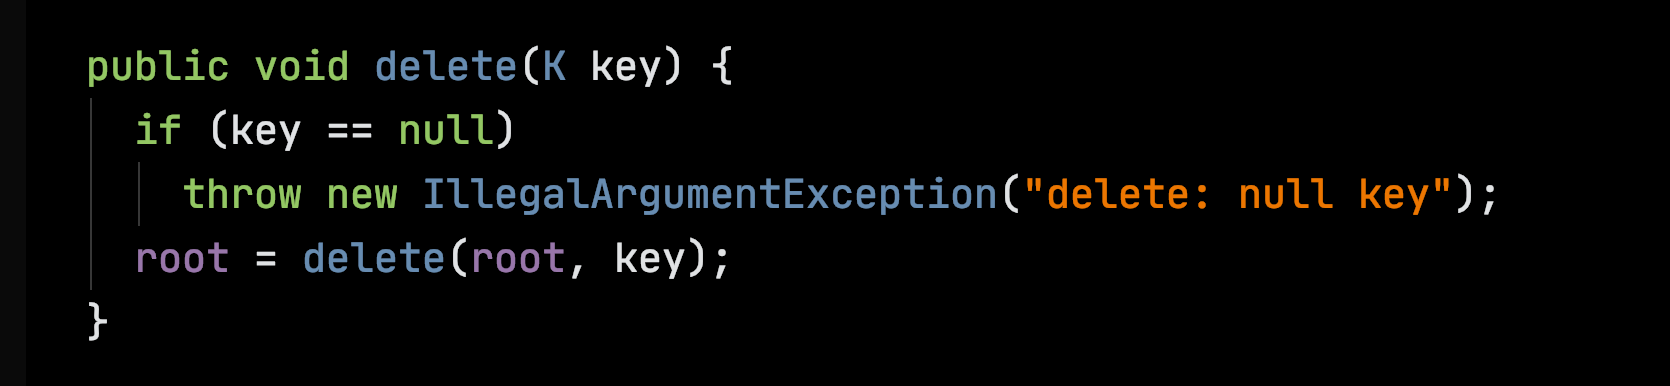 public void delete(K key) {
  if (key == null)
    throw new IllegalArgumentException("delete: null key");
  root = delete(root, key);
}